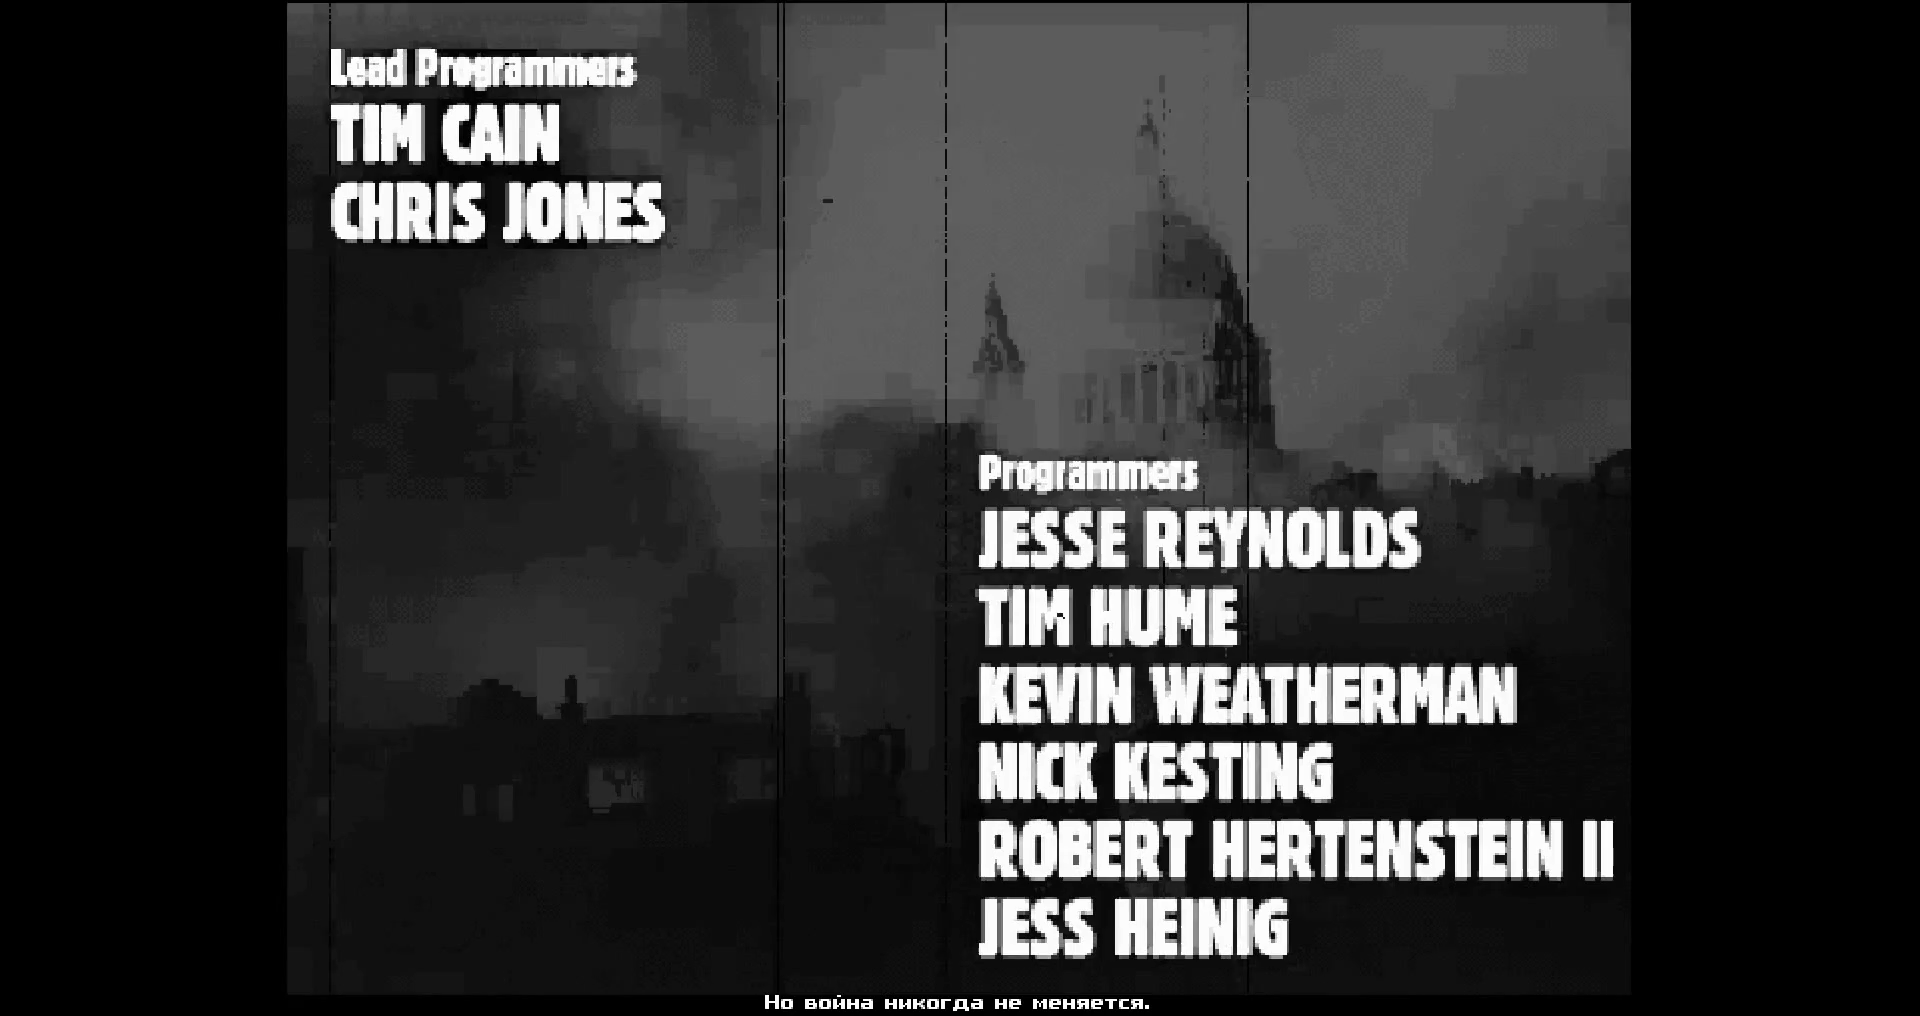 Lead Programmers
TIM CAIN
CHRIS JONES
Programmers
JESSE REYNOLDS
TIM HUME
KEVIN WEATHERMAN
NICK KESTING
ROBERT HERTENSTEIN II
JESS HEINIG
Но война никогда не меняется.